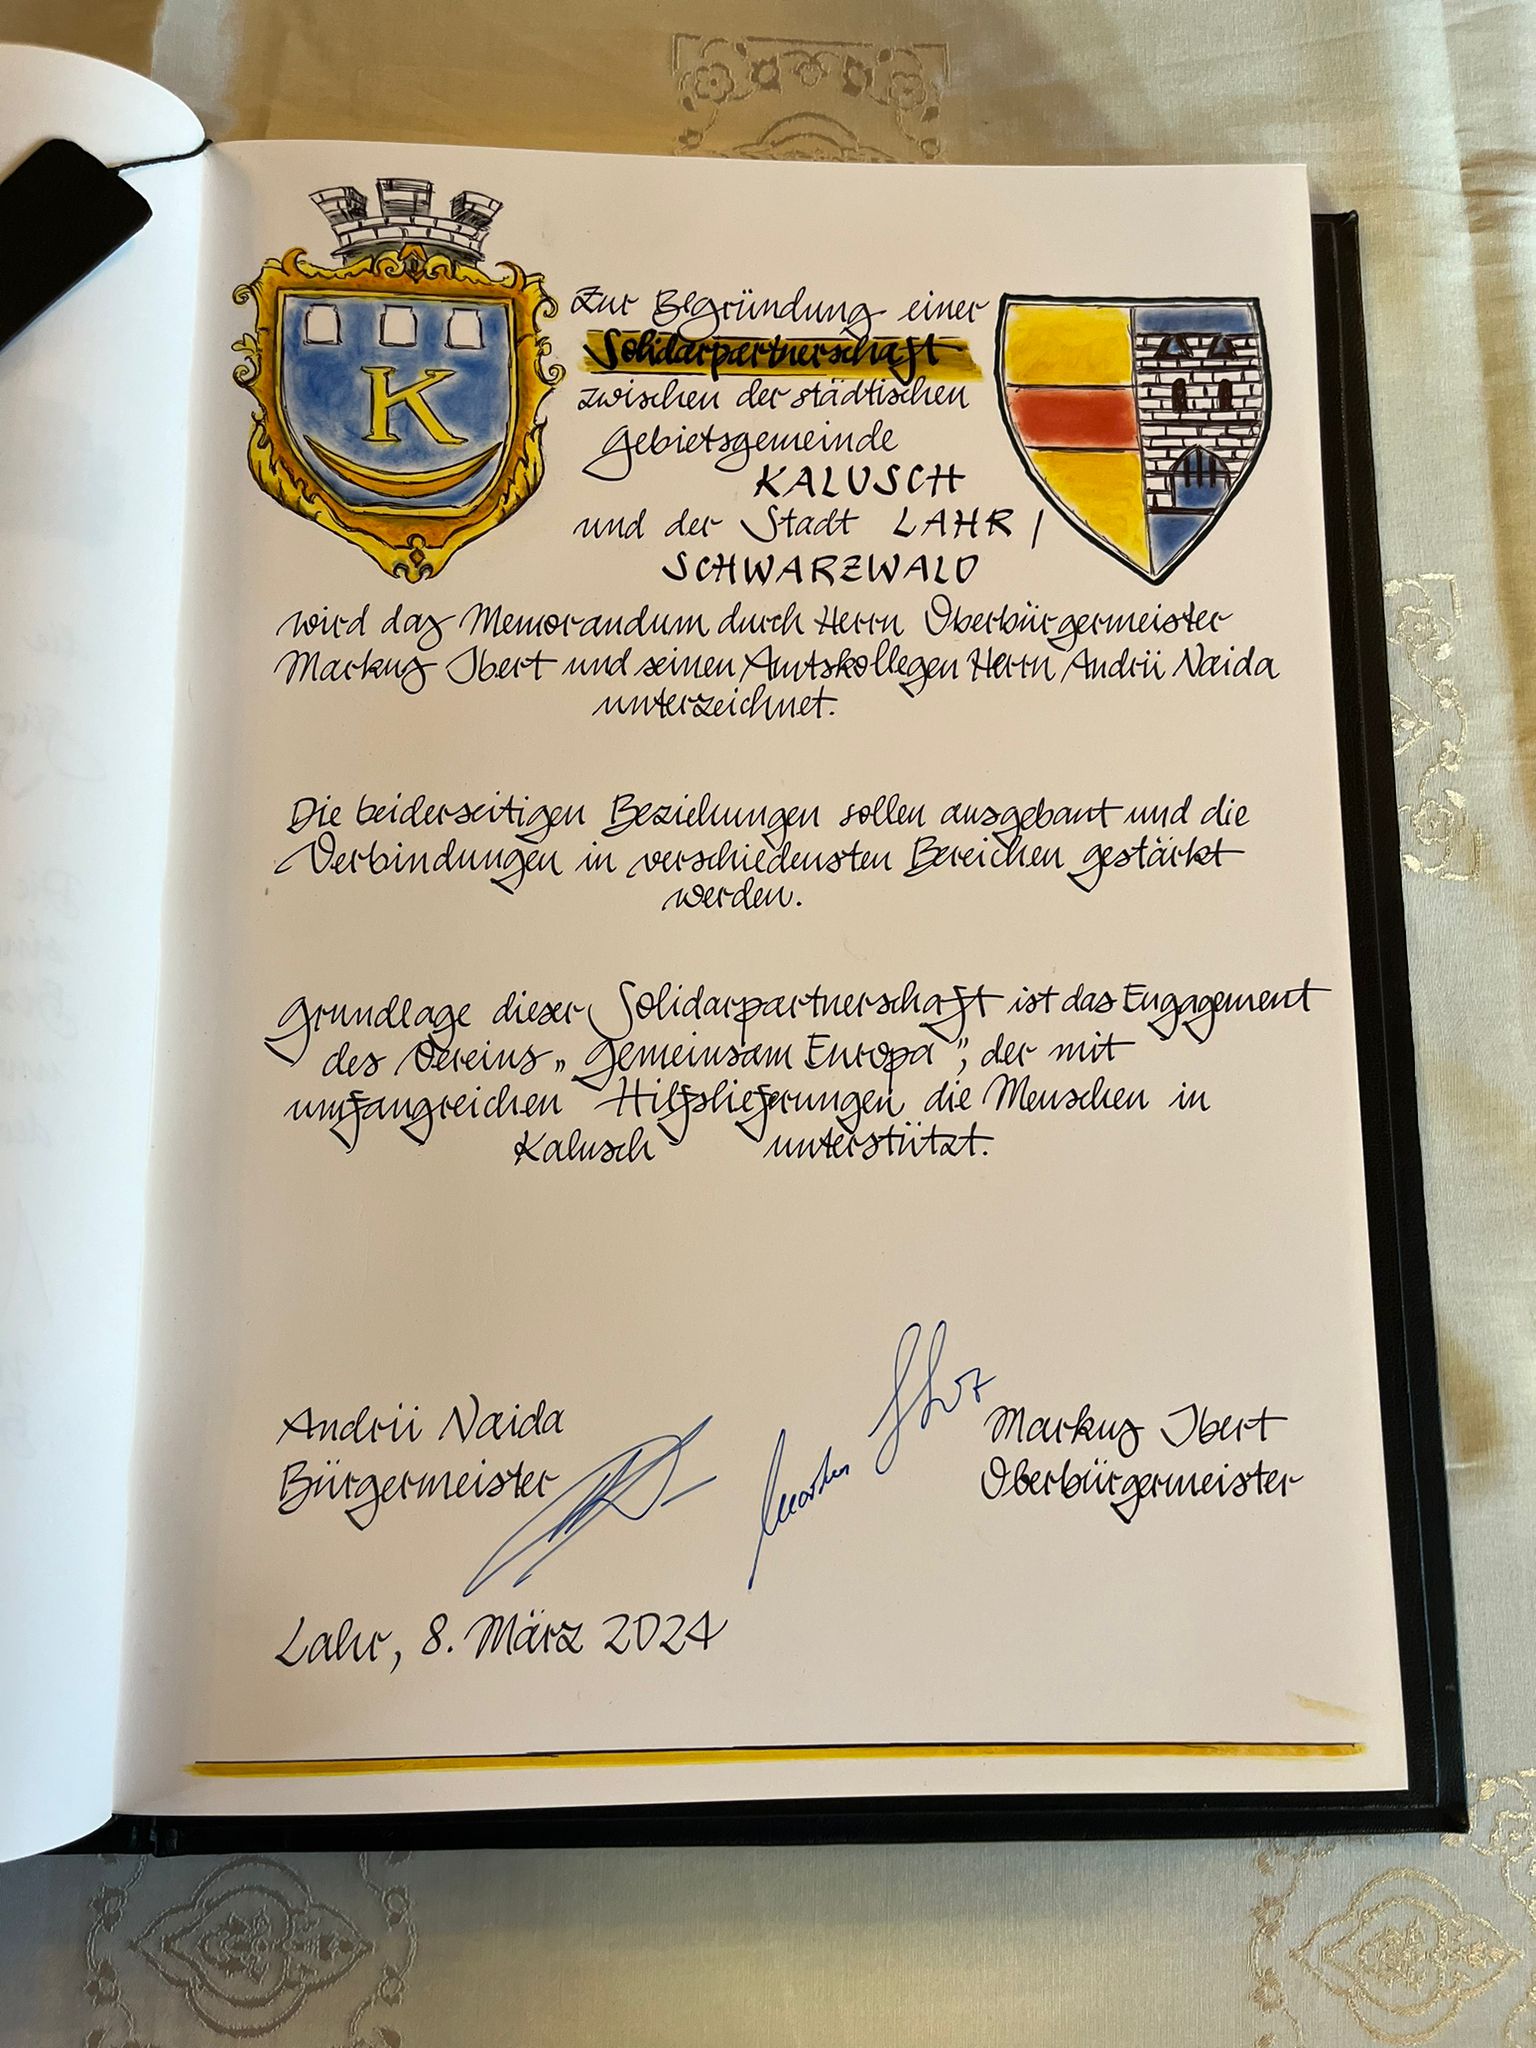 K
Zur Begründung einer
Solidarpartnerschaft
zwischen der städtischen
Gebietsgemeinde
KALUSCH
und der Stadt LAHR /
SCHWARZWALD
wird das Memorandum durch Herrn Oberbürgermeister
Markus Ibert und seinen Amtskollegen Herrn Andrii Naida
unterzeichnet.
Die beiderseitigen Beziehungen sollen ausgebaut und die
Verbindungen in verschiedensten Bereichen gestärkt
werden.
Grundlage dieser Solidarpartnerschaft ist das Engagement
des Vereins „Gemeinsam Europa“, der mit
umfangreichen Hilfslieferungen die Menschen in
Kalusch unterstützt.
Andrii Naida
Bürgermeister
Markus Ibert
Markus Ibert
Oberbürgermeister
Lahr, 8. März 2024